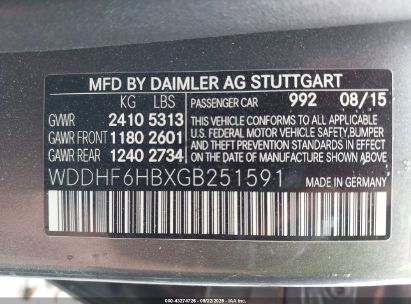 MFD BY DAIMLER AG STUTTGART
KG LBS PASSENGER CAR 992 08/15
GVWR 2410 5313 THIS VEHICLE CONFORMS TO ALL APPLICABLE
GAWR FRONT 1180 2601 U.S. FEDERAL MOTOR VEHICLE SAFETY, BUMPER
GAWR REAR 1240 2734 AND THEFT PREVENTION STANDARDS IN EFFECT
ON THE DATE OF MANUFACTURE SHOWN ABOVE.
WDDHF6HBXGB251591 MADE IN GERMANY